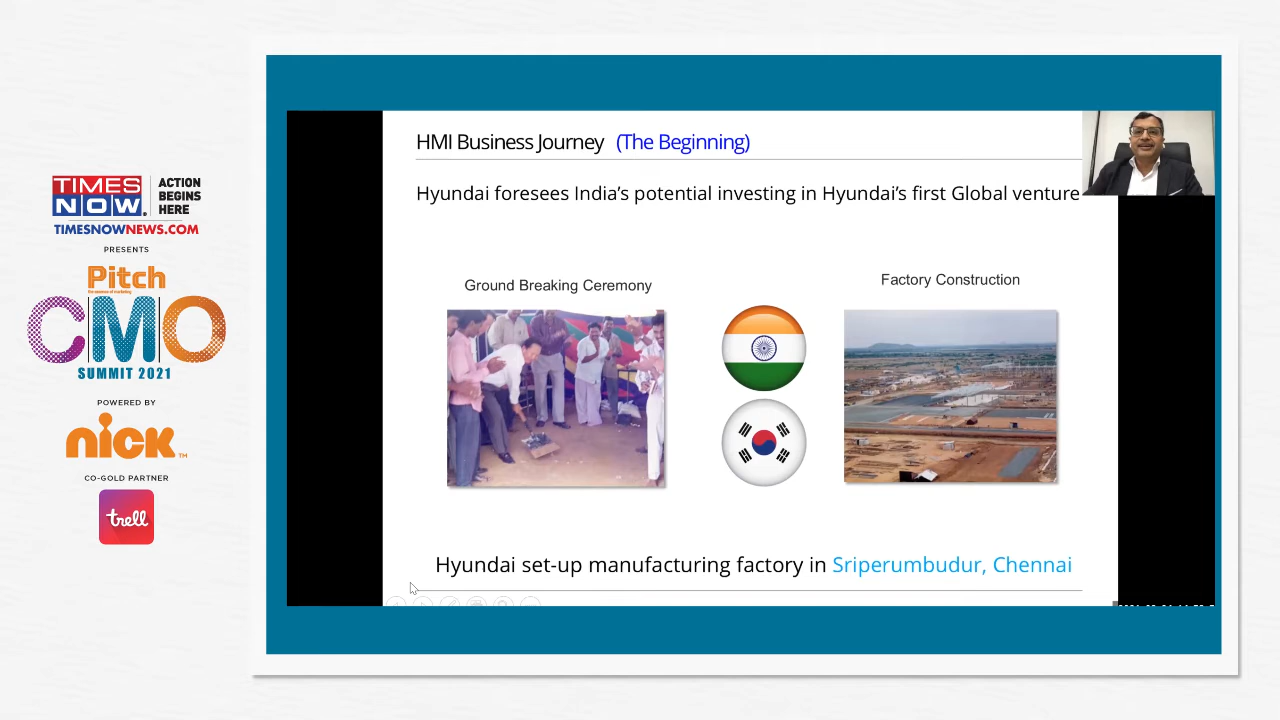 TIMES
NOW.
ACTION
BEGINS
HERE
TIMESNOWNEWS.COM
PRESENTS
Pitch
CMO
SUMMIT 2021
POWERED BY
nick
TM
CO-GOLD PARTNER
trell
HMI Business Journey (The Beginning)
Hyundai foresees India's potential investing in Hyundai's first Global venture
Ground Breaking Ceremony
Factory Construction
Hyundai set-up manufacturing factory in Sriperumbudur, Chennai